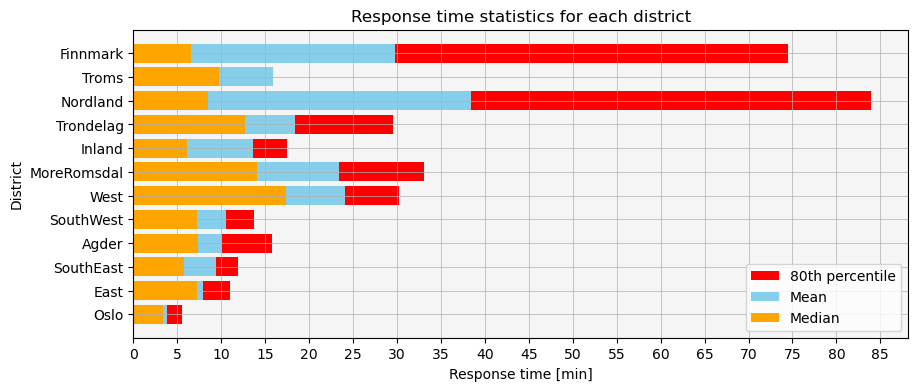 Response time statistics for each district
District
Finnmark
Troms
Nordland
Trondelag
Inland
MoreRomsdal
West
SouthWest
Agder
SouthEast
East
Oslo
80th percentile
Mean
Median
0 5 10 15 20 25 30 35 40 45 50 55 60 65 70 75 80 85
Response time [min]